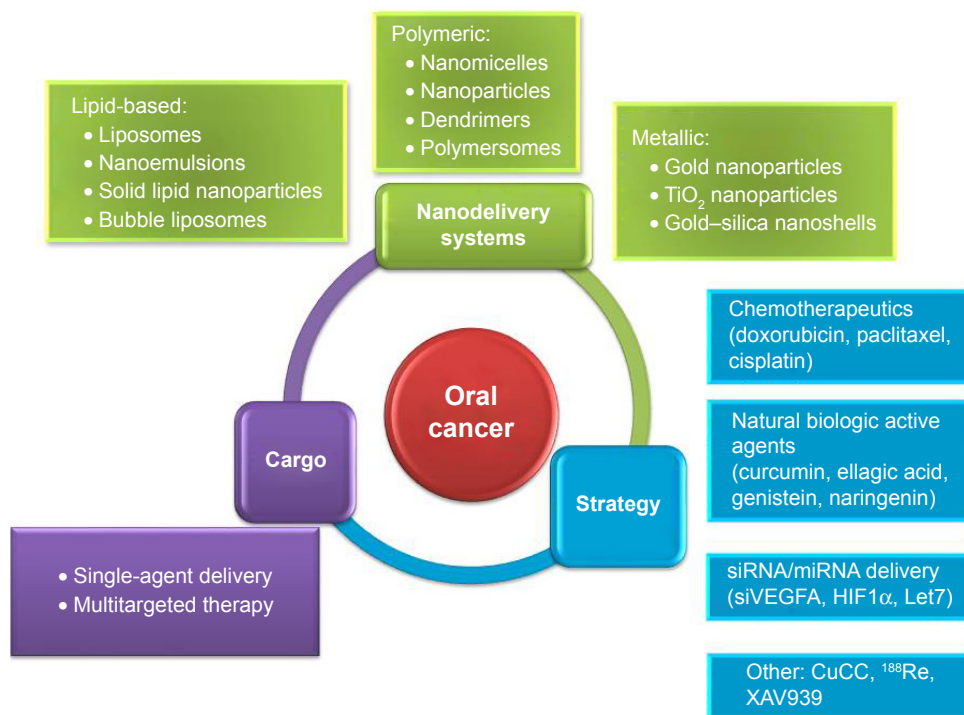 Polymeric:
• Nanomicelles
• Nanoparticles
• Dendrimers
• Polymersomes
Lipid-based:
• Liposomes
• Nanoemulsions
• Solid lipid nanoparticles
• Bubble liposomes
Metallic:
• Gold nanoparticles
• TiO₂ nanoparticles
• Gold–silica nanoshells
Nanodelivery
systems
Oral
cancer
Cargo
Strategy
• Single-agent delivery
• Multitargeted therapy
Chemotherapeutics
(doxorubicin, paclitaxel,
cisplatin)
Natural biologic active
agents
(curcumin, ellagic acid,
genistein, naringenin)
siRNA/miRNA delivery
(siVEGFA, HIF1α, Let7)
Other: CuCC, ¹⁸⁸Re,
XAV939